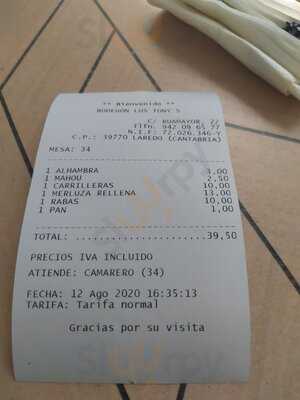 ** Bienvenido **
BODEGON LOS TONY'S
C/ RUAMAYOR, 22
Tlfn. 942 09 65 77
N.I.F: 72.026.346-Y
C.P.: 39770 LAREDO (CANTABRIA)
MESA: 34
1 ALHAMBRA 3,00
1 MAHOU 2,50
1 CARRILLERAS 10,00
1 MERLUZA RELLENA 13,00
1 RABAS 10,00
1 PAN 1,00
TOTAL: ......................39,50
PRECIOS IVA INCLUIDO
ATIENDE: CAMARERO (34)
FECHA: 12 Ago 2020 16:35:13
TARIFA: Tarifa normal
Gracias por su visita